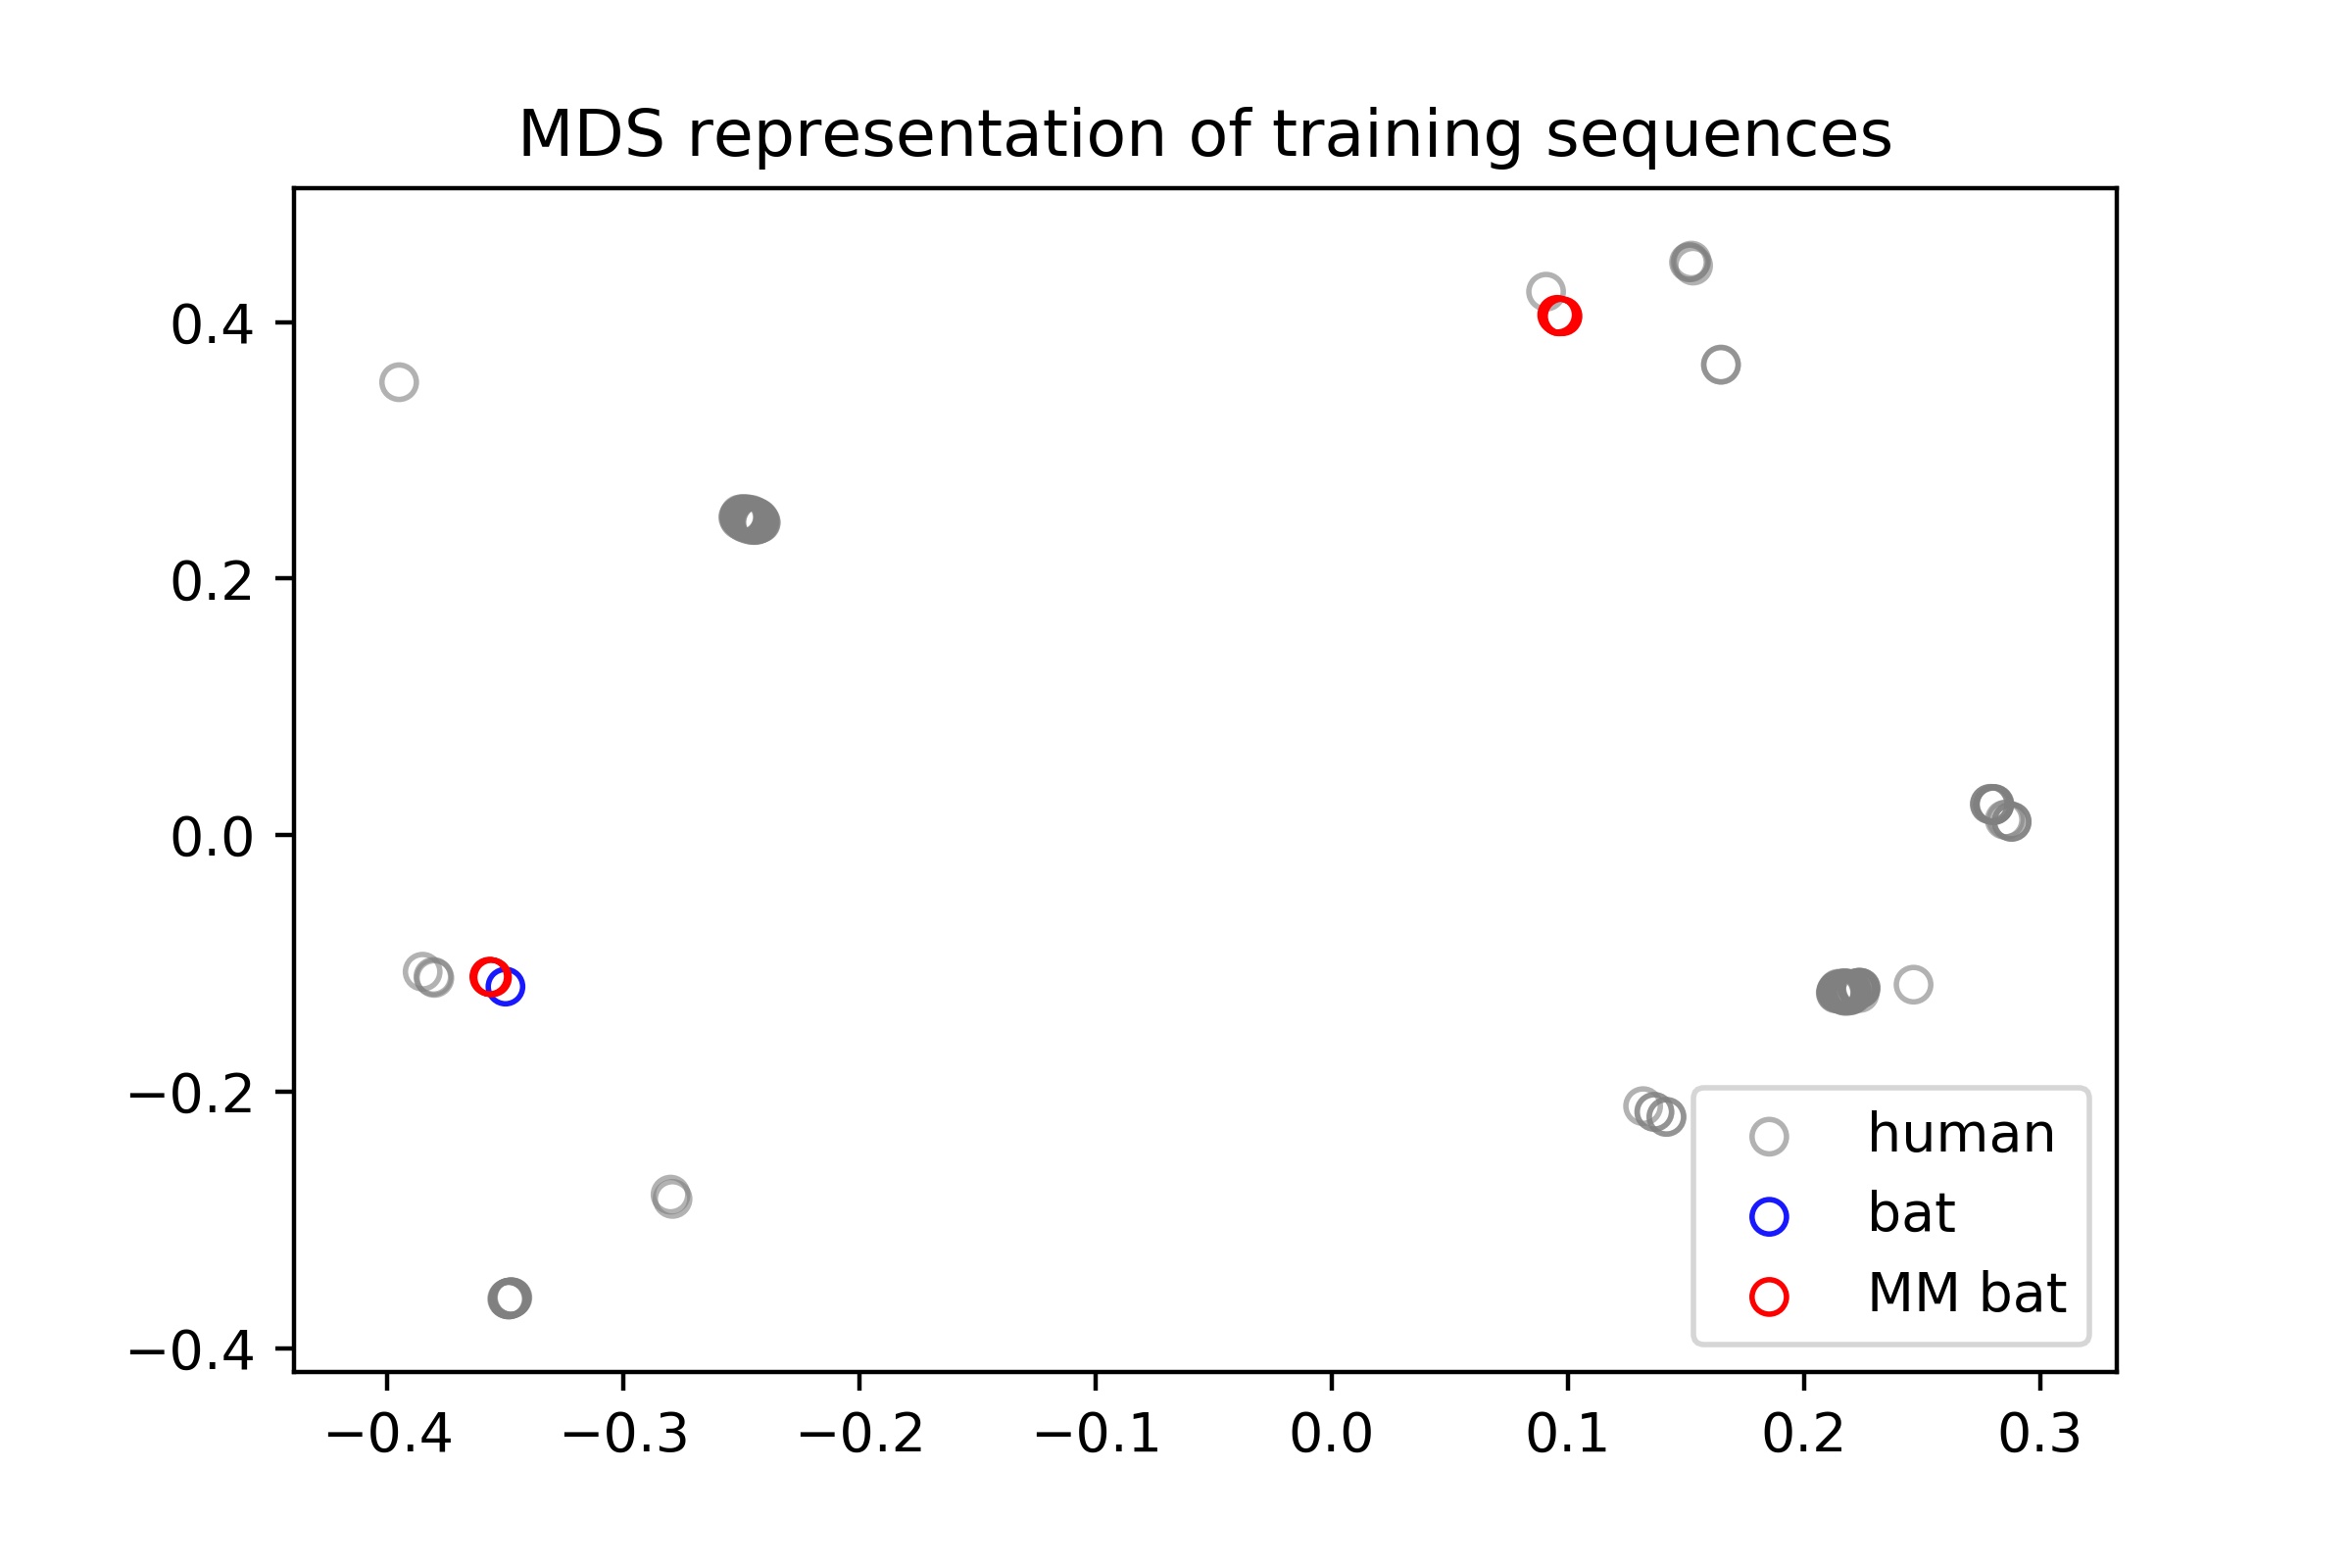 MDS representation of training sequences
0.4
0.2
0.0
−0.2
−0.4
human
bat
MM bat
−0.4 −0.3 −0.2 −0.1 0.0 0.1 0.2 0.3